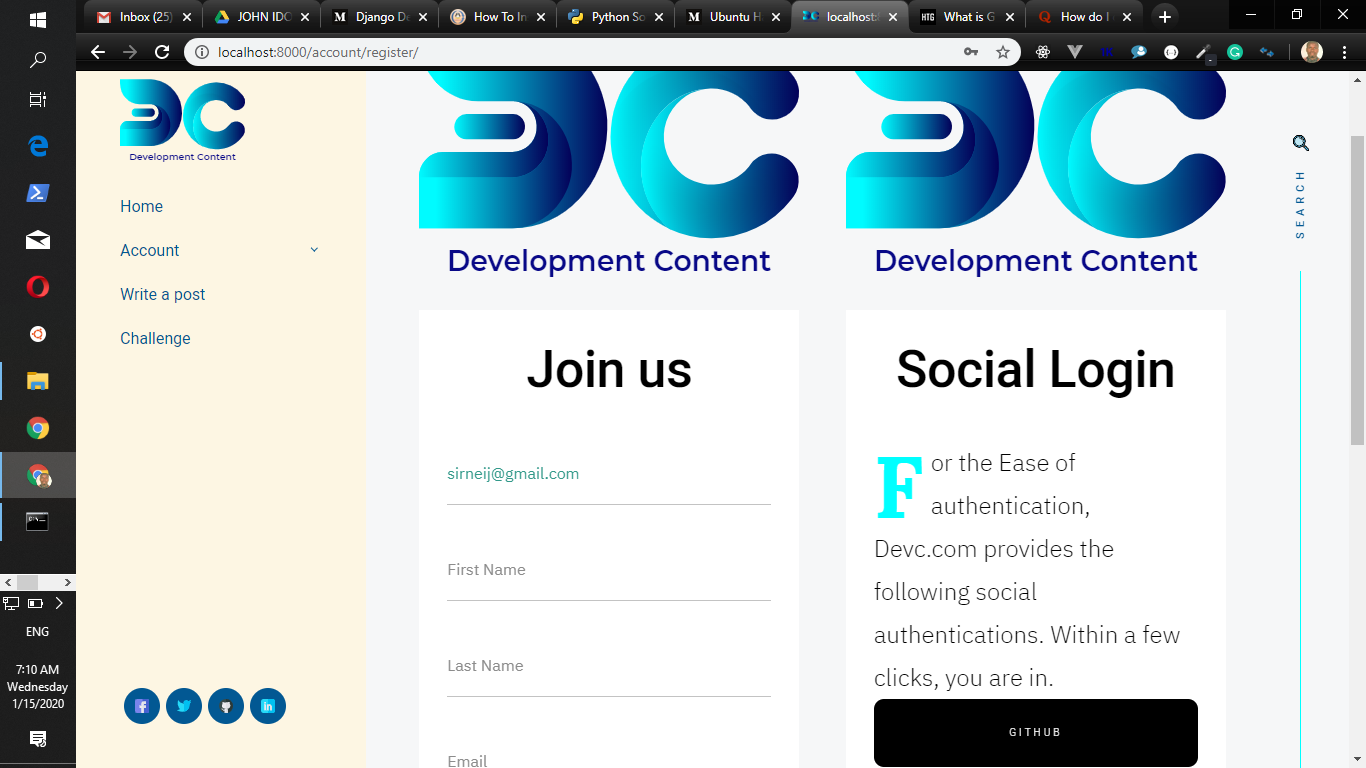 Inbox (25)
JOHN IDO
Django De
How To In
Python So
Ubuntu H
localhost:
HTG
What is G
How do I
localhost:8000/account/register/
Development Content
Home
Account
Write a post
Challenge
Development Content
Development Content
SEARCH
Join us
sirneij@gmail.com
First Name
Last Name
Email
Social Login
For the Ease of
authentication,
Devc.com provides the
following social
authentications. Within a few
clicks, you are in.
GITHUB
ENG
7:10 AM
Wednesday
1/15/2020